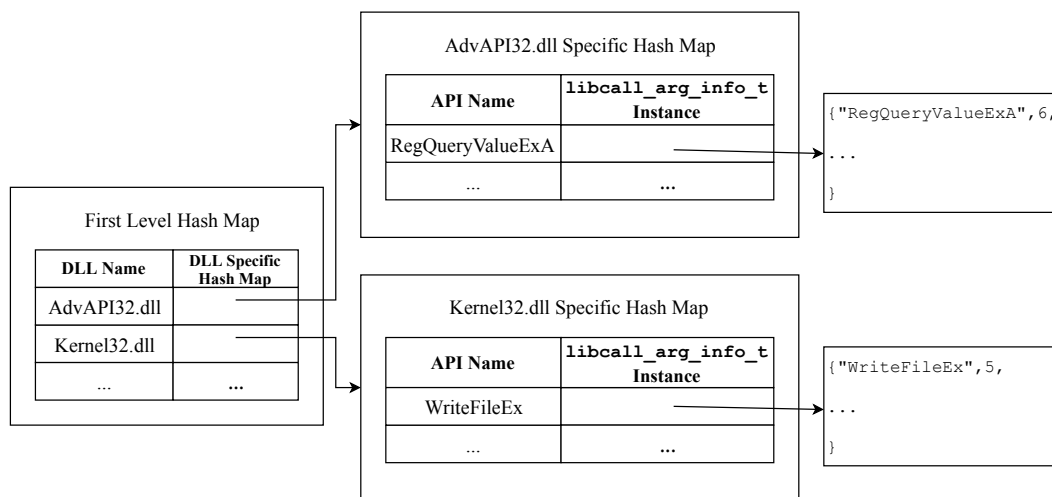 First Level Hash Map
DLL Name
DLL Specific
Hash Map
AdvAPI32.dll
Kernel32.dll
...
...
AdvAPI32.dll Specific Hash Map
API Name
libcall_arg_info_t
Instance
RegQueryValueExA
...
...
{"RegQueryValueExA",6,
...
}
Kernel32.dll Specific Hash Map
API Name
libcall_arg_info_t
Instance
WriteFileEx
...
...
{"WriteFileEx",5,
...
}